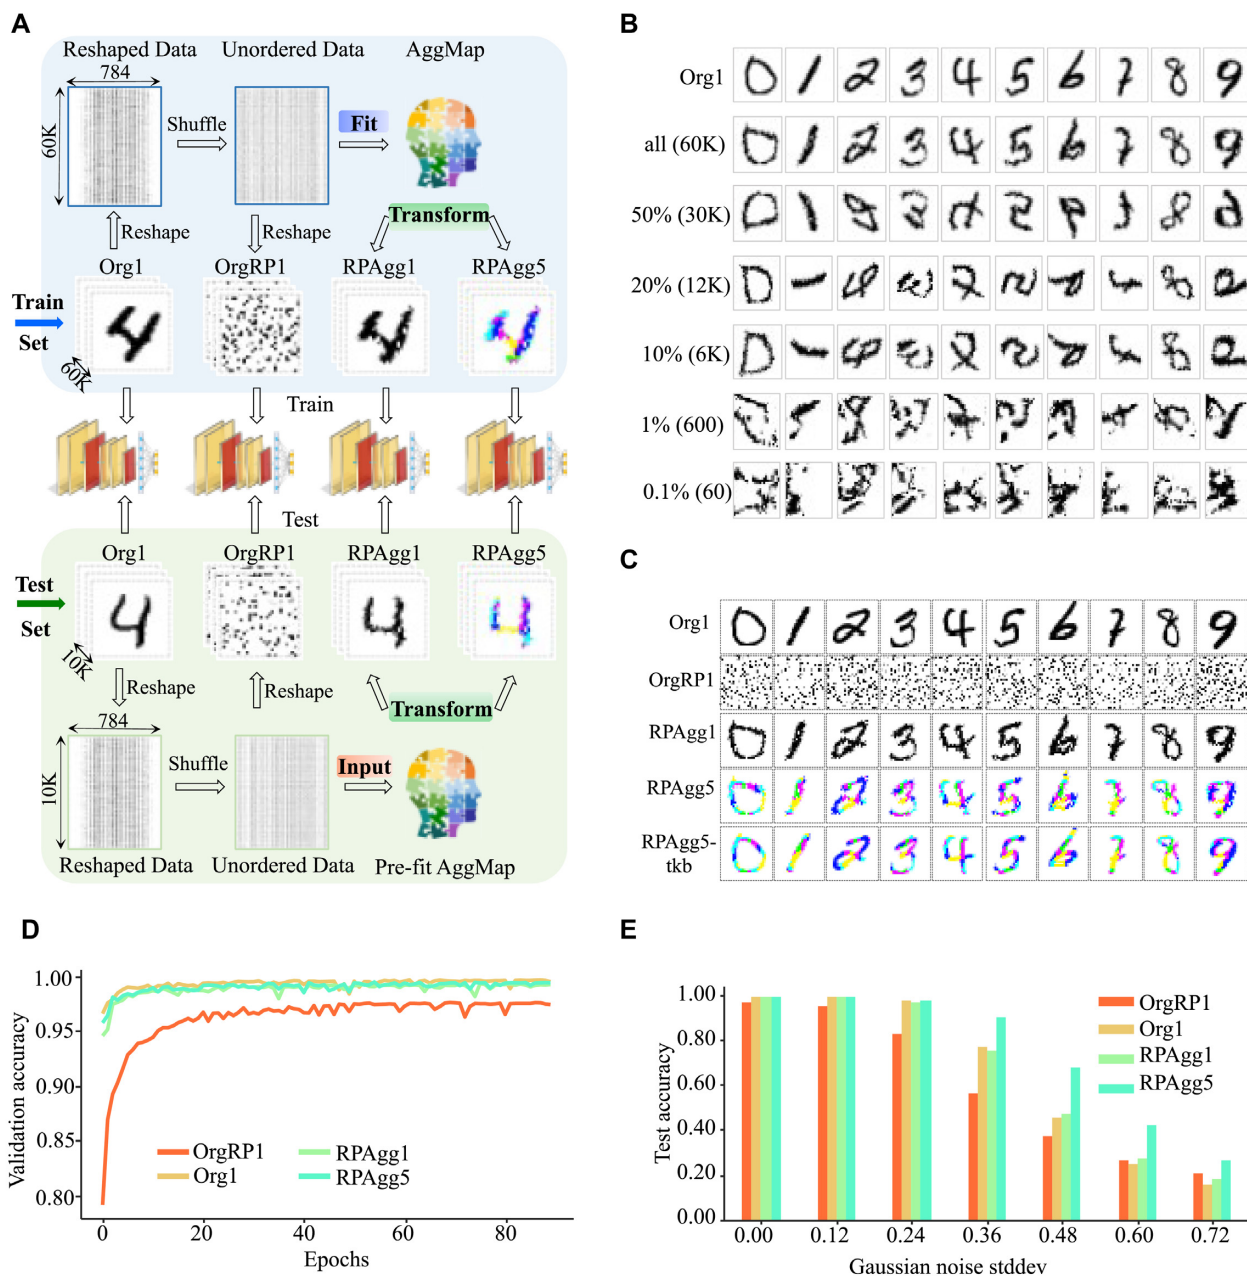 A
Reshaped Data Unordered Data AggMap
784
60K
Shuffle
Fit
Transform
Reshape Reshape
Org1 OrgRP1 RPAgg1 RPAgg5
Train
Set
60K
Train
Test
Org1 OrgRP1 RPAgg1 RPAgg5
Test
Set
10K
Reshape Reshape
Transform
784
10K
Shuffle
Input
Reshaped Data Unordered Data Pre-fit AggMap
B
Org1
all (60K)
50% (30K)
20% (12K)
10% (6K)
1% (600)
0.1% (60)
C
Org1
OrgRP1
RPAgg1
RPAgg5
RPAgg5-
tkb
D
Validation accuracy
1.00
0.95
0.90
0.85
0.80
OrgRP1 RPAgg1
Org1 RPAgg5
0 20 40 60 80
Epochs
E
Test accuracy
1.00
0.80
0.60
0.40
0.20
0.00
OrgRP1
Org1
RPAgg1
RPAgg5
0.00 0.12 0.24 0.36 0.48 0.60 0.72
Gaussian noise stddev